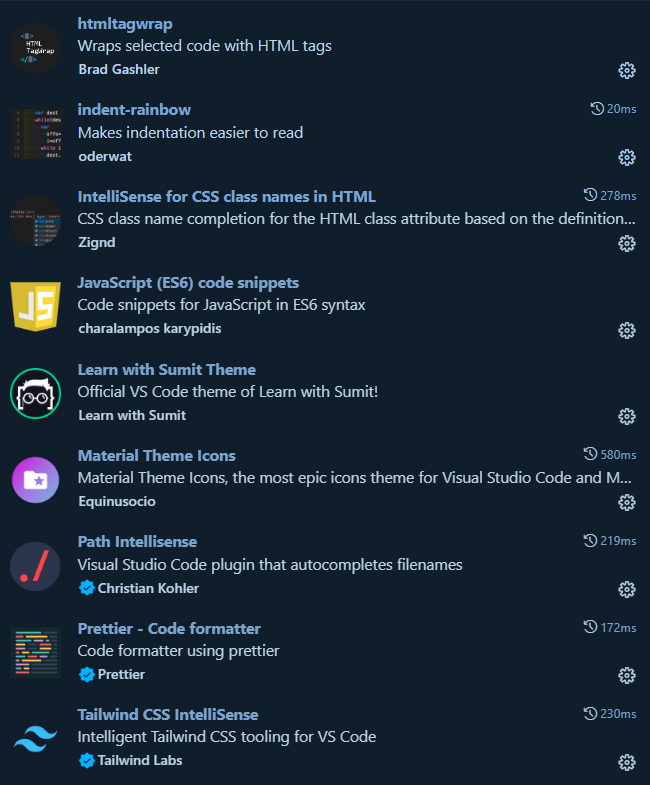 HTML
TagWrap
htmltagwrap
Wraps selected code with HTML tags
Brad Gashler
indent-rainbow
20ms
Makes indentation easier to read
oderwat
IntelliSense for CSS class names in HTML
278ms
CSS class name completion for the HTML class attribute based on the definition...
Zignd
JS
JavaScript (ES6) code snippets
Code snippets for JavaScript in ES6 syntax
charalampos karypidis
Learn with Sumit Theme
Official VS Code theme of Learn with Sumit!
Learn with Sumit
Material Theme Icons
580ms
Material Theme Icons, the most epic icons theme for Visual Studio Code and M...
Equinusocio
./
Path Intellisense
219ms
Visual Studio Code plugin that autocompletes filenames
Christian Kohler
Prettier - Code formatter
172ms
Code formatter using prettier
Prettier
Tailwind CSS IntelliSense
230ms
Intelligent Tailwind CSS tooling for VS Code
Tailwind Labs